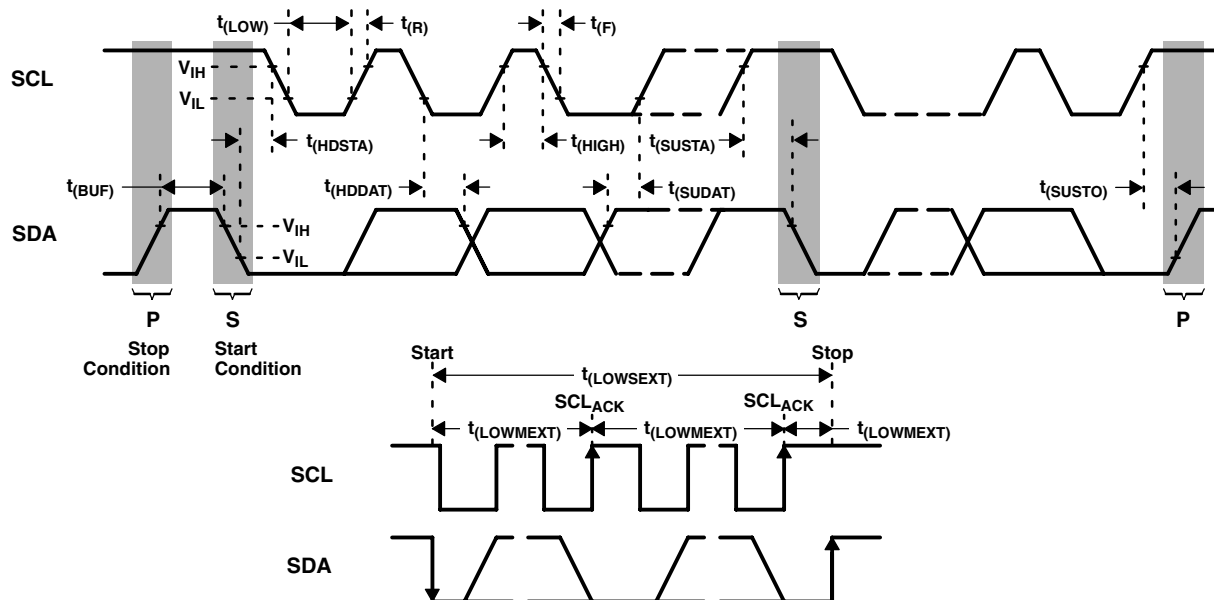 t(LOW)
t(R)
t(F)
SCL
VIH
VIL
t(HDSTA)
t(HIGH)
t(SUSTA)
t(BUF)
t(HDDAT)
t(SUDAT)
t(SUSTO)
SDA
VIH
VIL
P
S
S
P
Stop
Condition
Start
Condition
Start
Stop
t(LOWSEXT)
SCLACK
SCLACK
t(LOWMEXT)
t(LOWMEXT)
t(LOWMEXT)
SCL
SDA